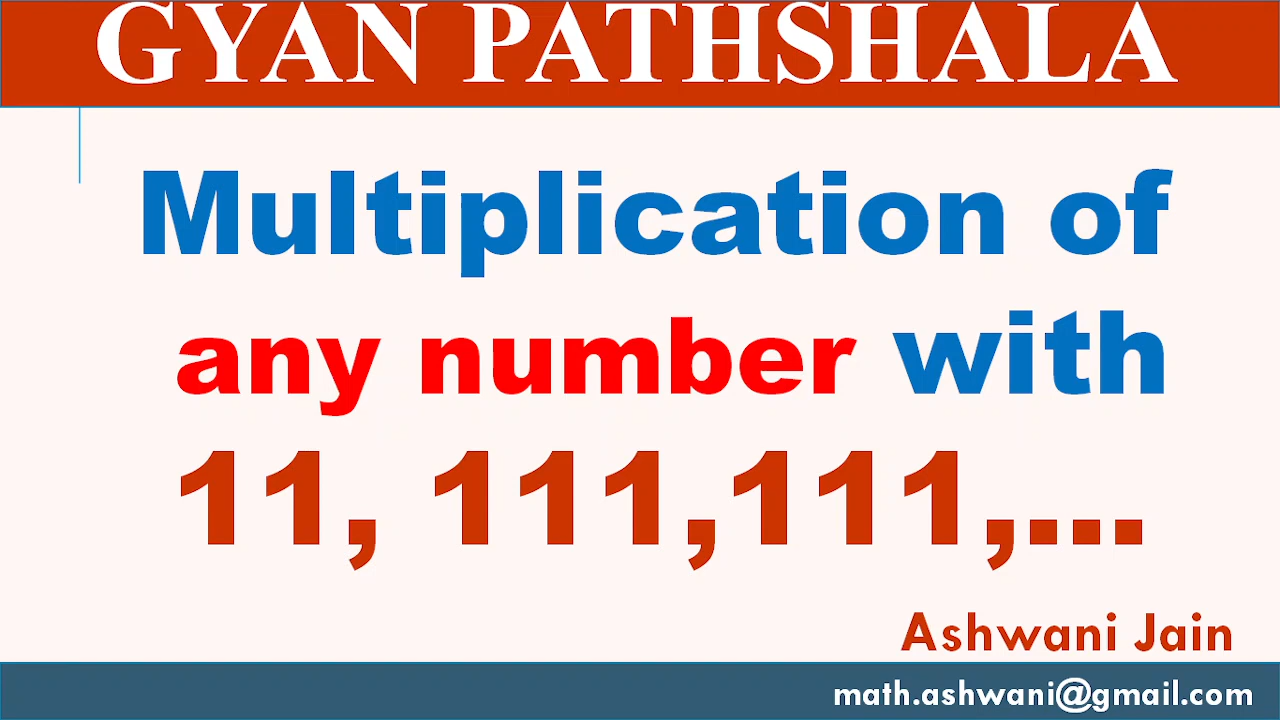 GYAN PATHSHALA
Multiplication of
any number with
11, 111,111,...
Ashwani Jain
math.ashwani@gmail.com